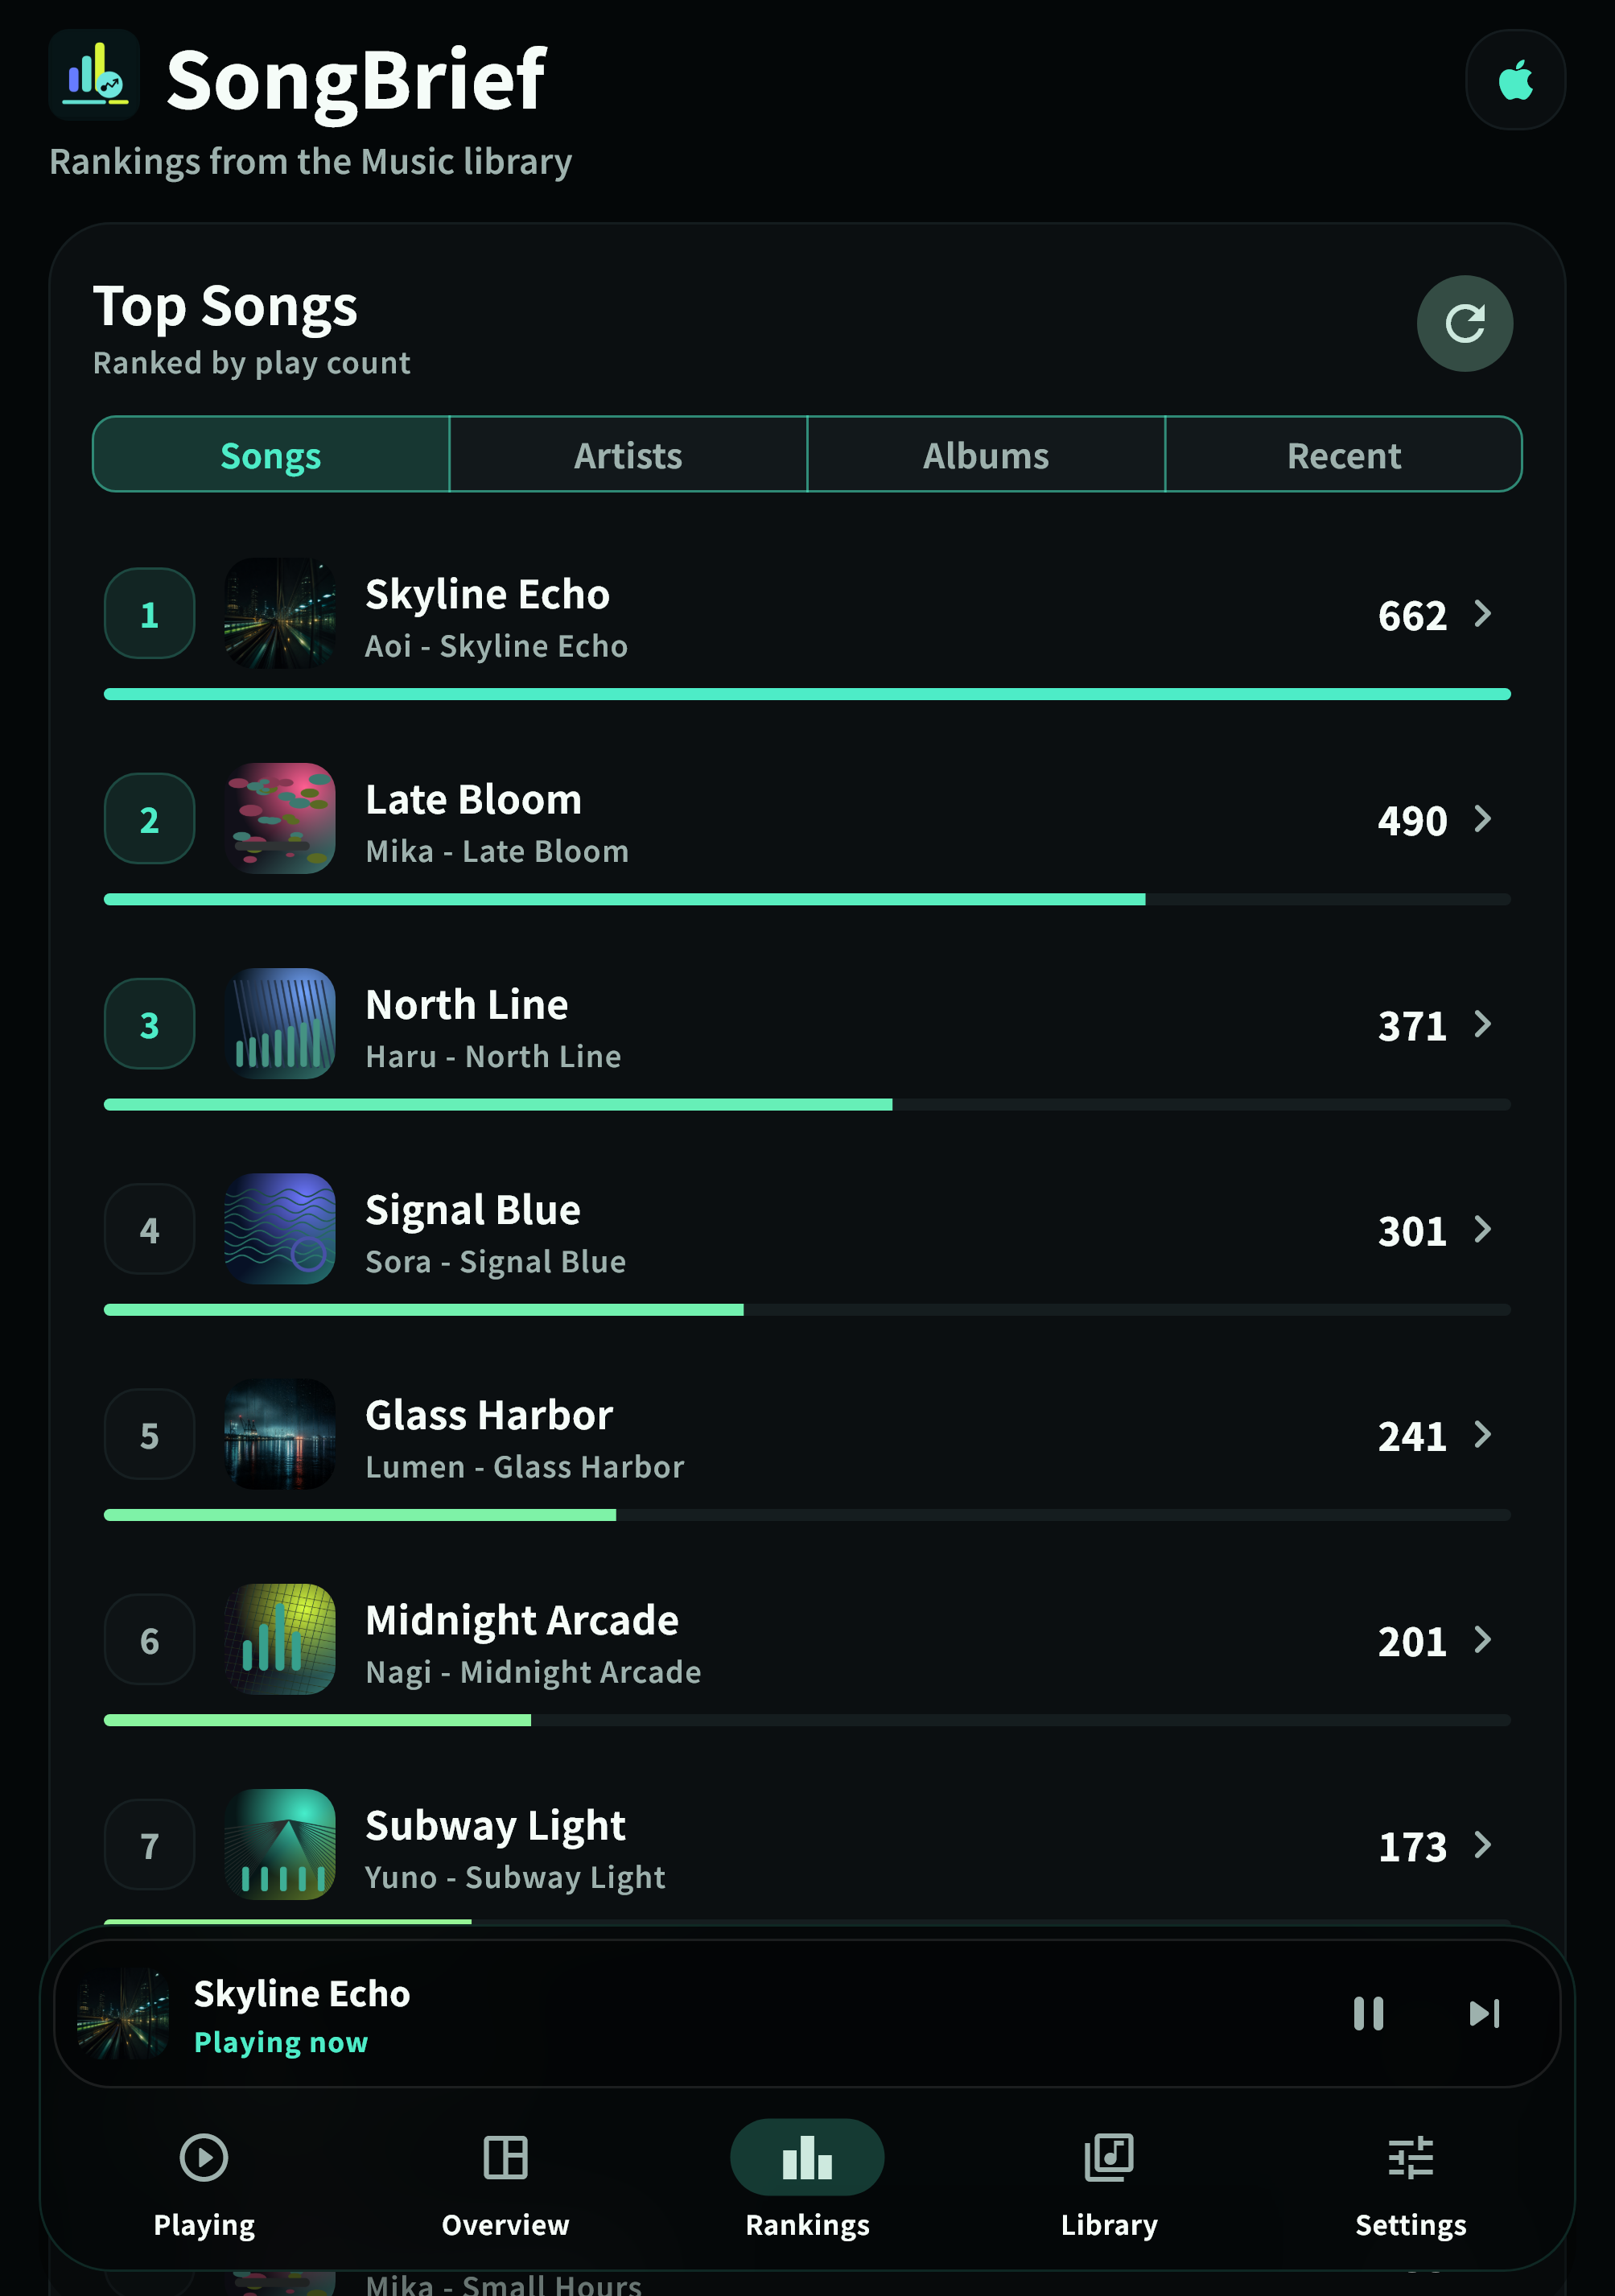 SongBrief
Rankings from the Music library
Top Songs
Ranked by play count
Songs
Artists
Albums
Recent
1
Skyline Echo
Aoi - Skyline Echo
662
2
Late Bloom
Mika - Late Bloom
490
3
North Line
Haru - North Line
371
4
Signal Blue
Sora - Signal Blue
301
5
Glass Harbor
Lumen - Glass Harbor
241
6
Midnight Arcade
Nagi - Midnight Arcade
201
7
Subway Light
Yuno - Subway Light
173
Skyline Echo
Playing now
Playing
Overview
Rankings
Library
Settings
Mika - Small Hours